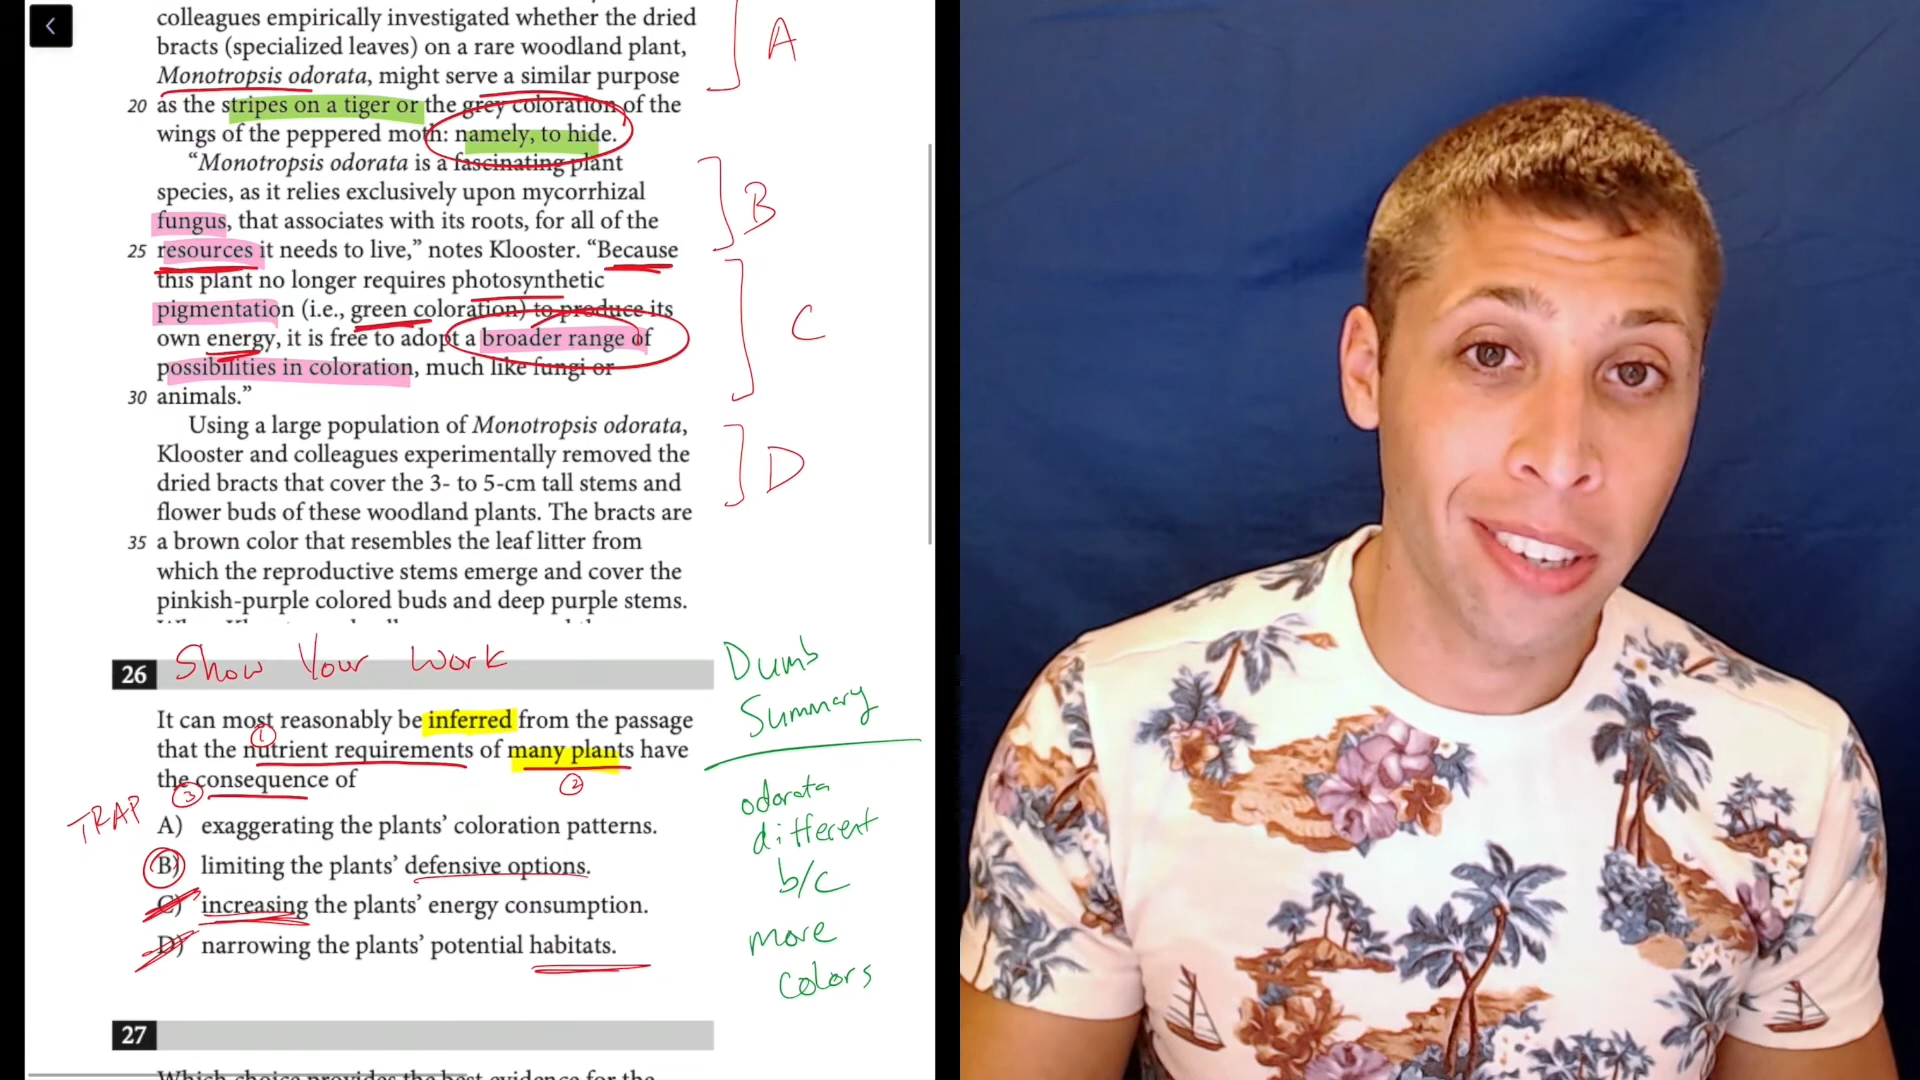 colleagues empirically investigated whether the dried
bracts (specialized leaves) on a rare woodland plant,
Monotropsis odorata, might serve a similar purpose
20 as the stripes on a tiger or the grey coloration of the
wings of the peppered moth: namely, to hide.
“Monotropsis odorata is a fascinating plant
species, as it relies exclusively upon mycorrhizal
fungus, that associates with its roots, for all of the
25 resources it needs to live,” notes Klooster. “Because
this plant no longer requires photosynthetic
pigmentation (i.e., green coloration) to produce its
own energy, it is free to adopt a broader range of
possibilities in coloration, much like fungi or
30 animals.”
Using a large population of Monotropsis odorata,
Klooster and colleagues experimentally removed the
dried bracts that cover the 3- to 5-cm tall stems and
flower buds of these woodland plants. The bracts are
35 a brown color that resembles the leaf litter from
which the reproductive stems emerge and cover the
pinkish-purple colored buds and deep purple stems.
A
B
C
D
26 Show Your Work
It can most reasonably be inferred from the passage
that the nutrient requirements of many plants have
the consequence of
1
2
3
TRAP
A) exaggerating the plants’ coloration patterns.
B) limiting the plants’ defensive options.
C) increasing the plants’ energy consumption.
D) narrowing the plants’ potential habitats.
Dumb
Summary
odorata
different
b/c
more
colors
27
Which choice provides the best evidence for the